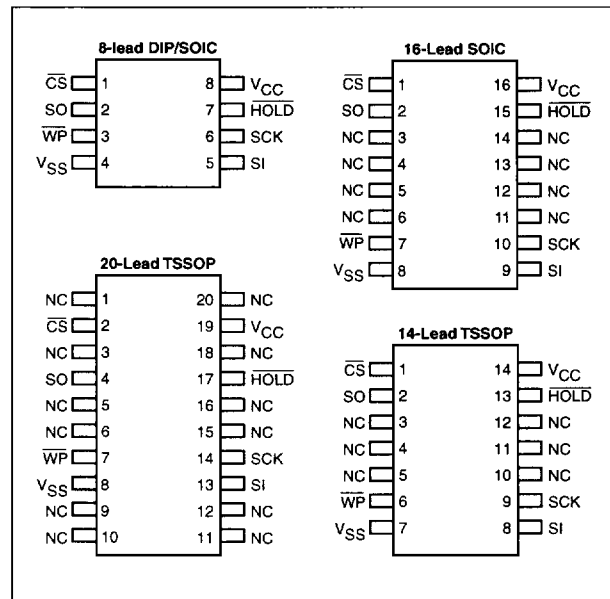 8-lead DIP/SOIC
CS 1 8 VCC
SO 2 7 HOLD
WP 3 6 SCK
VSS 4 5 SI
16-Lead SOIC
CS 1 16 VCC
SO 2 15 HOLD
NC 3 14 NC
NC 4 13 NC
NC 5 12 NC
NC 6 11 NC
WP 7 10 SCK
VSS 8 9 SI
20-Lead TSSOP
NC 1 20 NC
CS 2 19 VCC
NC 3 18 NC
SO 4 17 HOLD
NC 5 16 NC
NC 6 15 NC
WP 7 14 SCK
VSS 8 13 SI
NC 9 12 NC
NC 10 11 NC
14-Lead TSSOP
CS 1 14 VCC
SO 2 13 HOLD
NC 3 12 NC
NC 4 11 NC
NC 5 10 NC
WP 6 9 SCK
VSS 7 8 SI